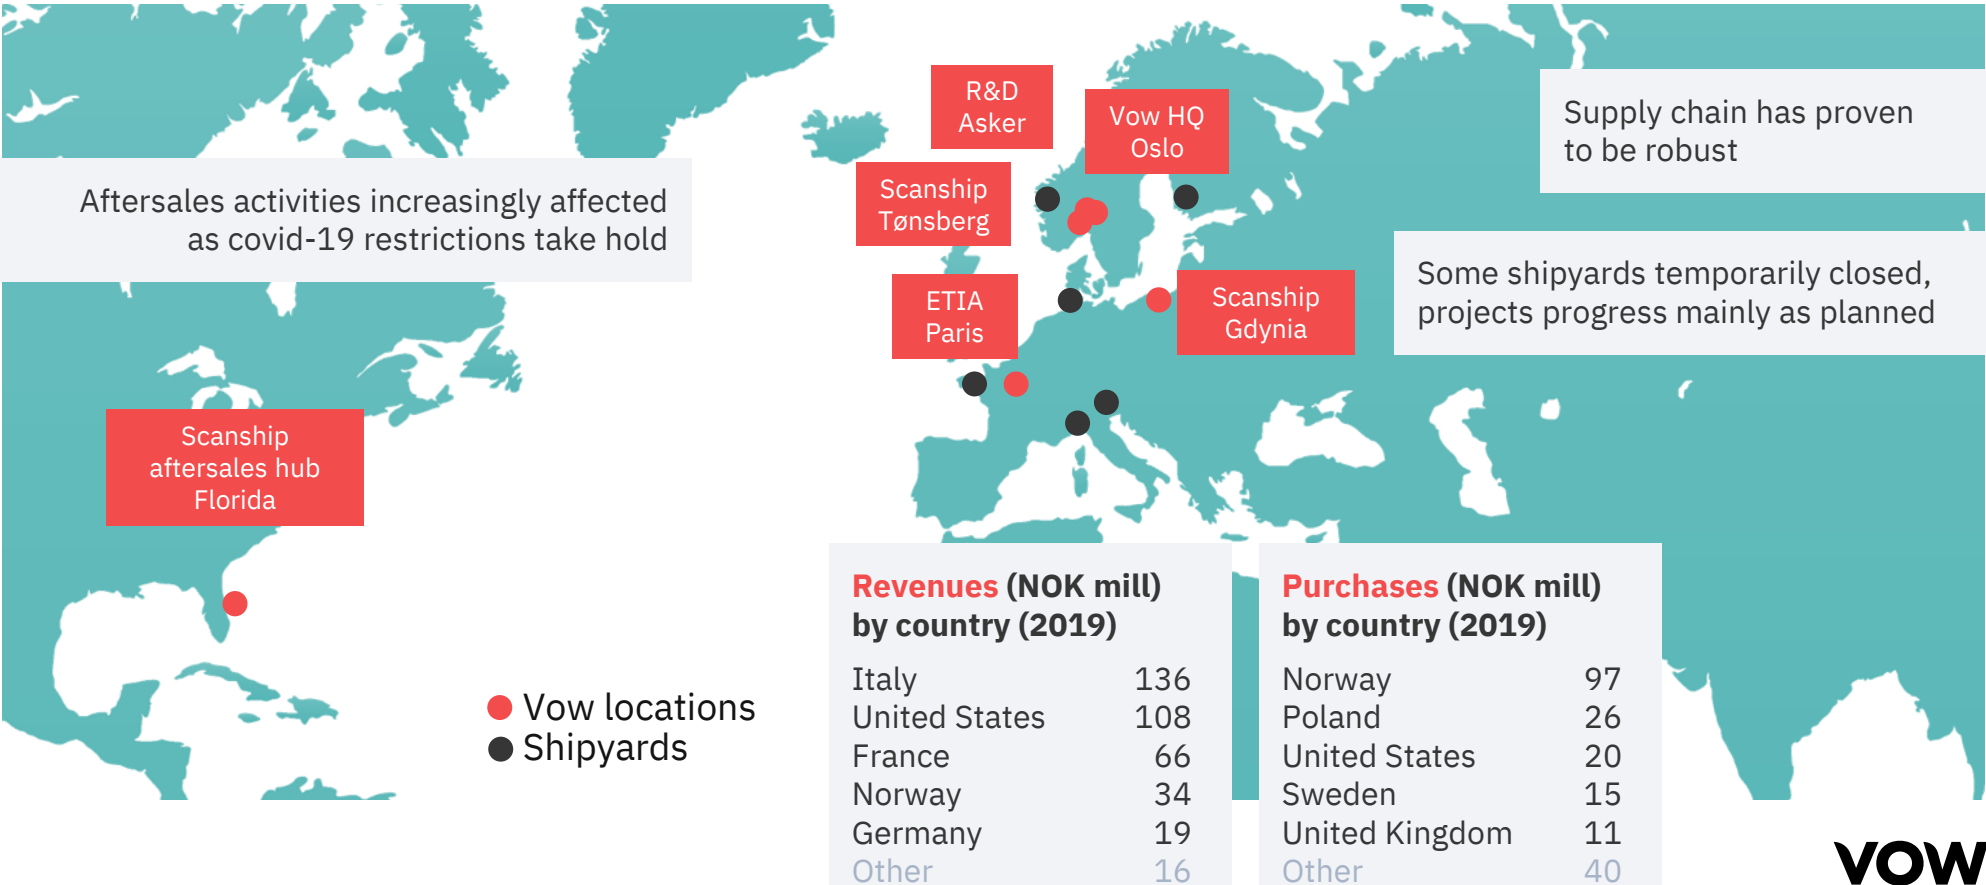 R&D
Asker
Vow HQ
Oslo
Supply chain has proven
to be robust
Aftersales activities increasingly affected
as covid-19 restrictions take hold
Scanship
Tønsberg
Some shipyards temporarily closed,
projects progress mainly as planned
ETIA
Paris
Scanship
Gdynia
Scanship
aftersales hub
Florida
Vow locations
Shipyards
Revenues (NOK mill)
by country (2019)
Italy 136
United States 108
France 66
Norway 34
Germany 19
Other 16
Purchases (NOK mill)
by country (2019)
Norway 97
Poland 26
United States 20
Sweden 15
United Kingdom 11
Other 40
VOW